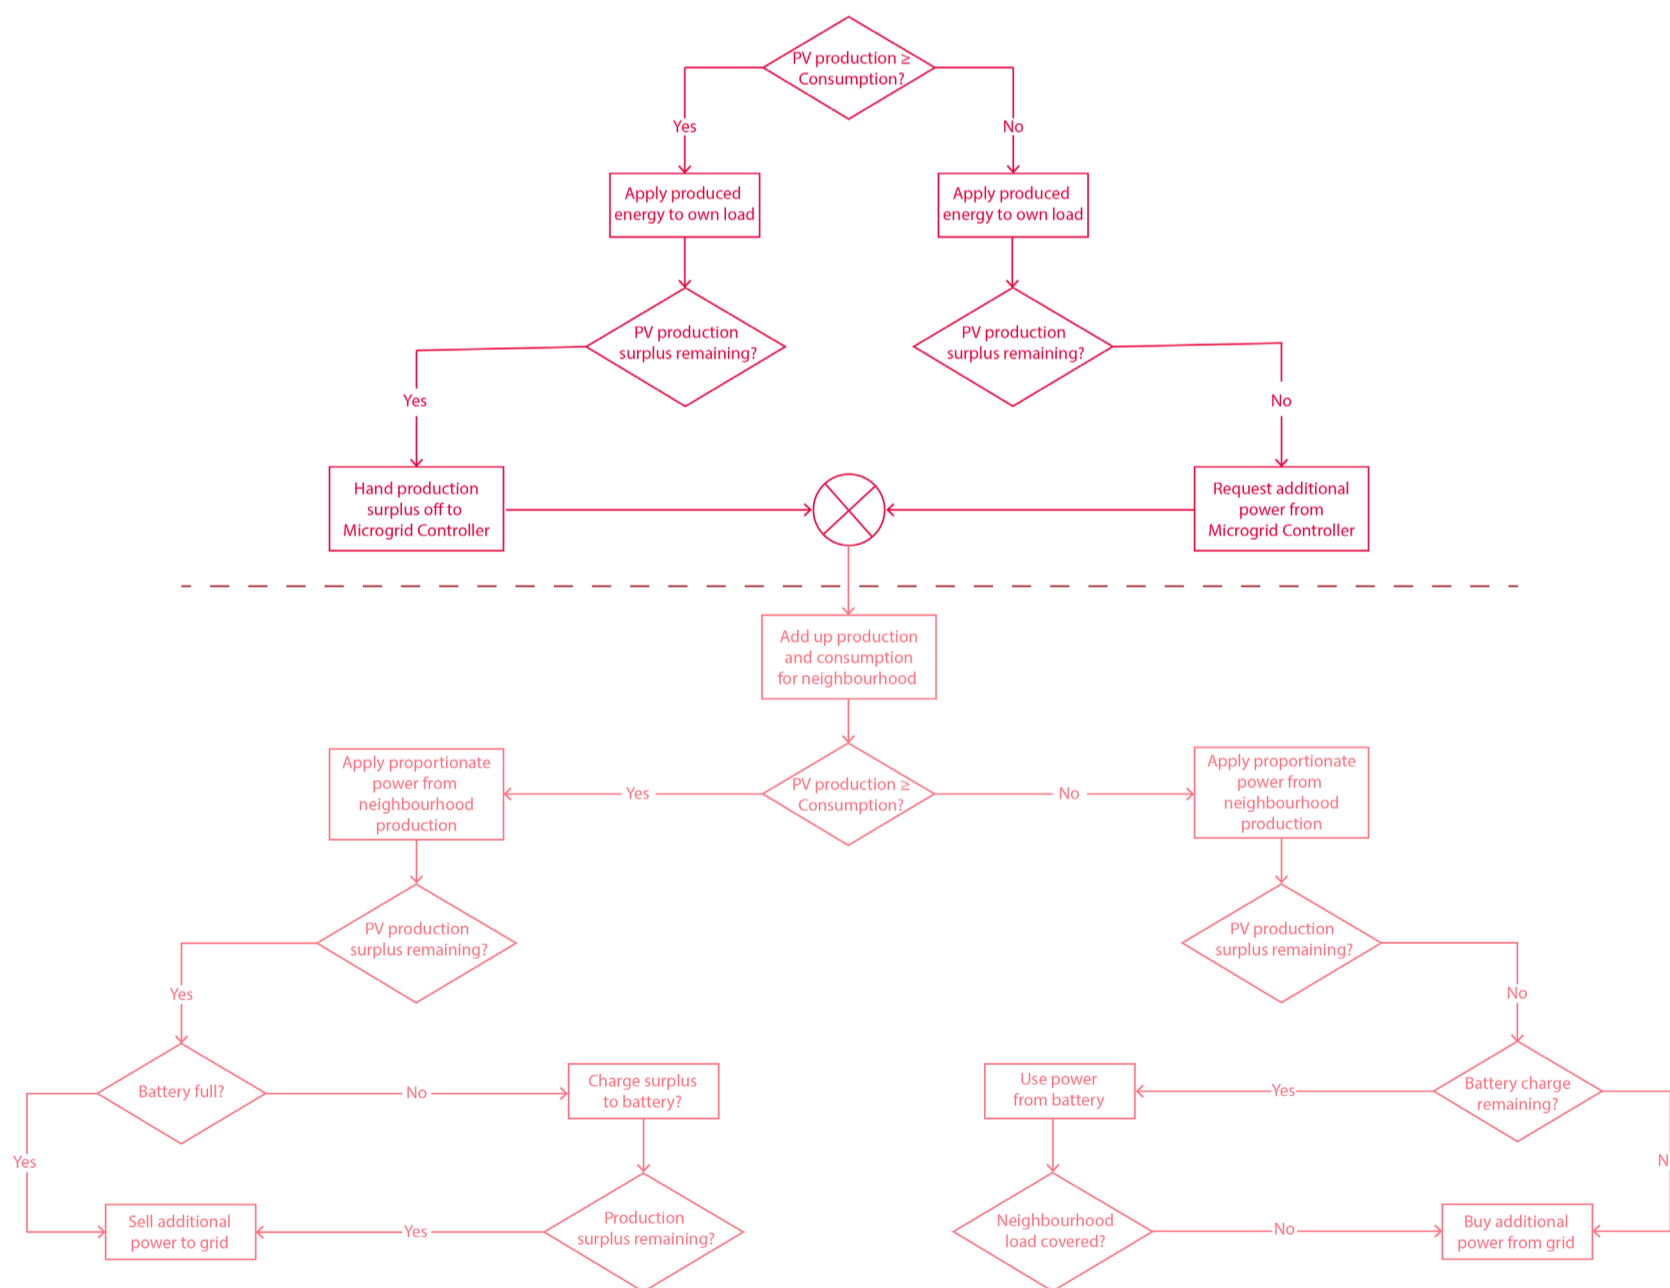 PV production ≥
Consumption?
Yes
No
Apply produced
energy to own load
Apply produced
energy to own load
PV production
surplus remaining?
PV production
surplus remaining?
Yes
No
Hand production
surplus off to
Microgrid Controller
Request additional
power from
Microgrid Controller
Add up production
and consumption
for neighbourhood
Apply proportionate
power from
neighbourhood
production
Yes
PV production ≥
Consumption?
No
Apply proportionate
power from
neighbourhood
production
PV production
surplus remaining?
PV production
surplus remaining?
Yes
No
Battery full?
No
Charge surplus
to battery?
Use power
from battery
Yes
Battery charge
remaining?
Yes
Sell additional
power to grid
Yes
Production
surplus remaining?
Neighbourhood
load covered?
No
Buy additional
power from grid